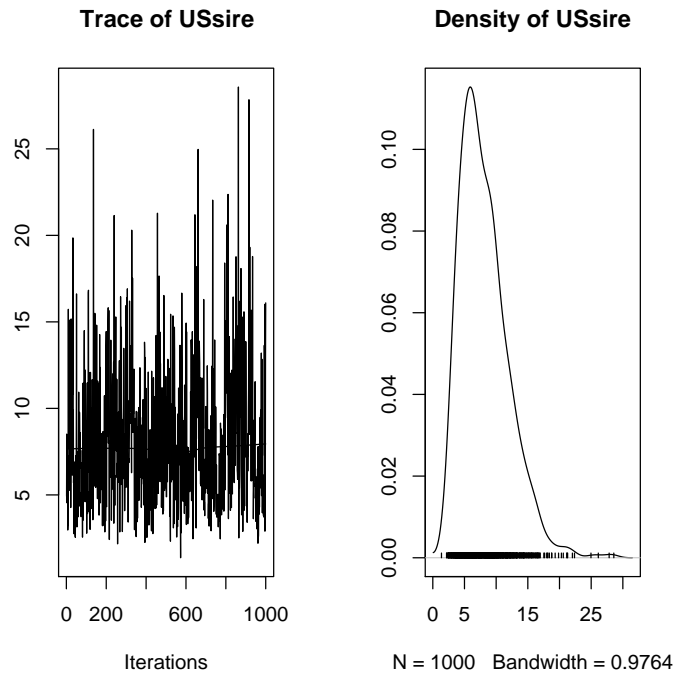 Trace of USsire
25
20
15
10
5
0 200 600 1000
Iterations
Density of USsire
0.10
0.08
0.06
0.04
0.02
0.00
0 5 15 25
N = 1000 Bandwidth = 0.9764